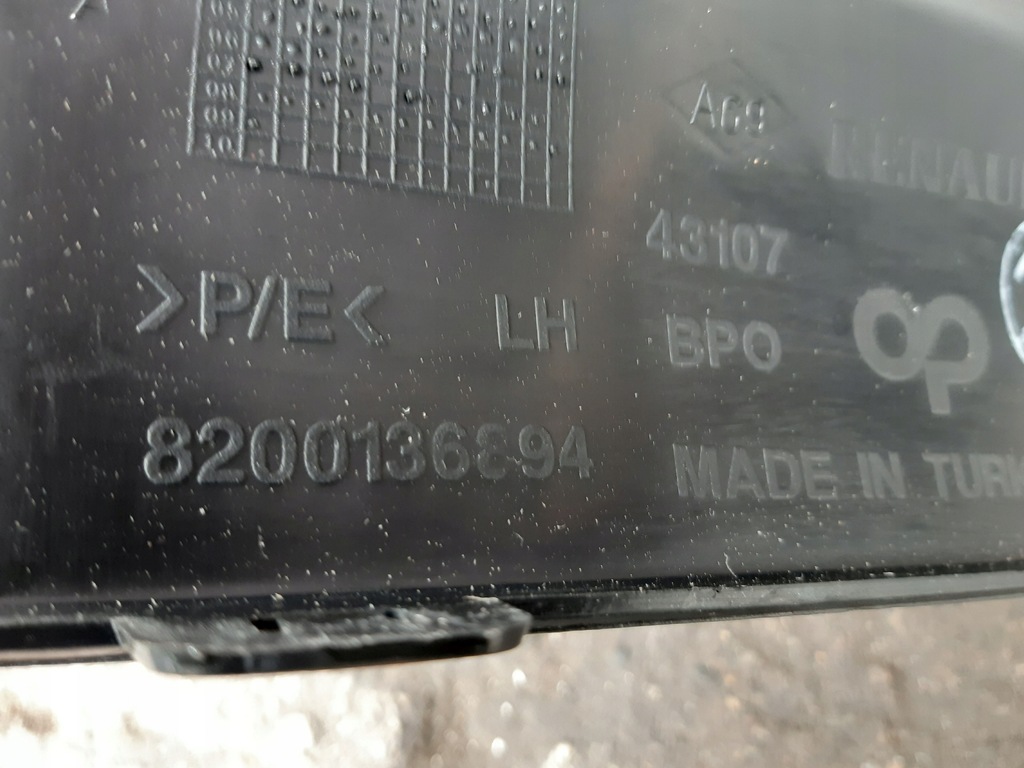 A69
RENAU
43107
>P/E< LH
BPO
8200136894
MADE IN TURK